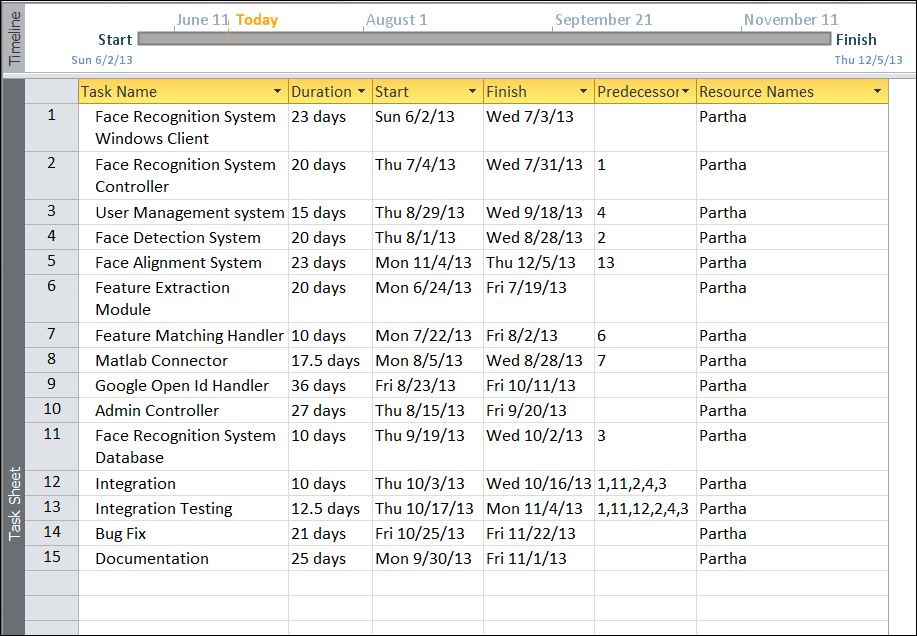 Timeline
June 11 Today August 1 September 21 November 11
Start Finish
Sun 6/2/13 Thu 12/5/13
Task Sheet
Task Name Duration Start Finish Predecessor Resource Names
1 Face Recognition System 23 days Sun 6/2/13 Wed 7/3/13 Partha
Windows Client
2 Face Recognition System 20 days Thu 7/4/13 Wed 7/31/13 1 Partha
Controller
3 User Management system 15 days Thu 8/29/13 Wed 9/18/13 4 Partha
4 Face Detection System 20 days Thu 8/1/13 Wed 8/28/13 2 Partha
5 Face Alignment System 23 days Mon 11/4/13 Thu 12/5/13 13 Partha
6 Feature Extraction 20 days Mon 6/24/13 Fri 7/19/13 Partha
Module
7 Feature Matching Handler 10 days Mon 7/22/13 Fri 8/2/13 6 Partha
8 Matlab Connector 17.5 days Mon 8/5/13 Wed 8/28/13 7 Partha
9 Google Open Id Handler 36 days Fri 8/23/13 Fri 10/11/13 Partha
10 Admin Controller 27 days Thu 8/15/13 Fri 9/20/13 Partha
11 Face Recognition System 10 days Thu 9/19/13 Wed 10/2/13 3 Partha
Database
12 Integration 10 days Thu 10/3/13 Wed 10/16/13 1,11,2,4,3 Partha
13 Integration Testing 12.5 days Thu 10/17/13 Mon 11/4/13 1,11,12,2,4,3 Partha
14 Bug Fix 21 days Fri 10/25/13 Fri 11/22/13 Partha
15 Documentation 25 days Mon 9/30/13 Fri 11/1/13 Partha